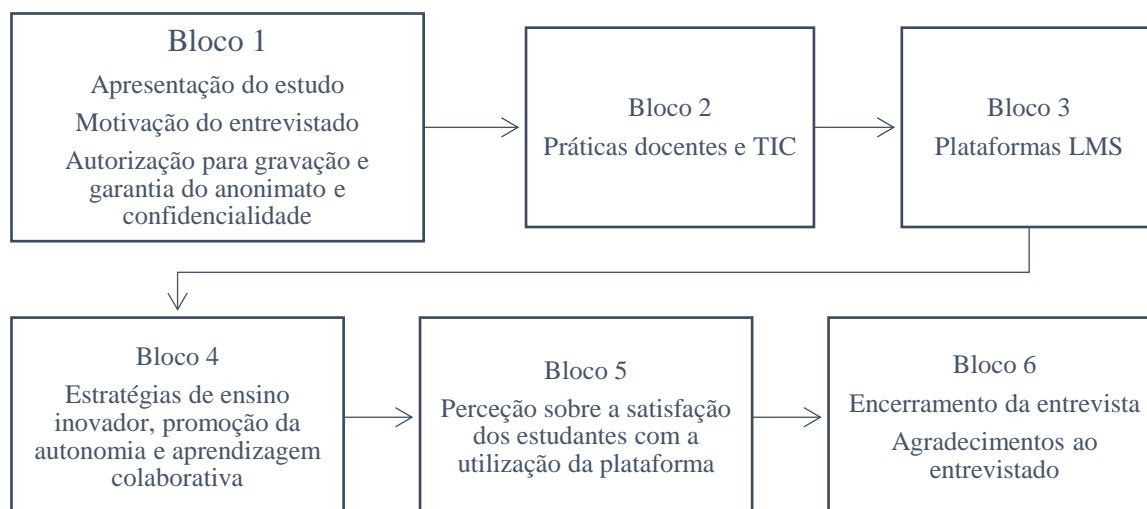 Bloco 1
Apresentação do estudo
Motivação do entrevistado
Autorização para gravação e
garantia do anonimato e
confidencialidade
Bloco 2
Práticas docentes e TIC
Bloco 3
Plataformas LMS
Bloco 4
Estratégias de ensino
inovador, promoção da
autonomia e aprendizagem
colaborativa
Bloco 5
Perceção sobre a satisfação
dos estudantes com a
utilização da plataforma
Bloco 6
Encerramento da entrevista
Agradecimentos ao
entrevistado